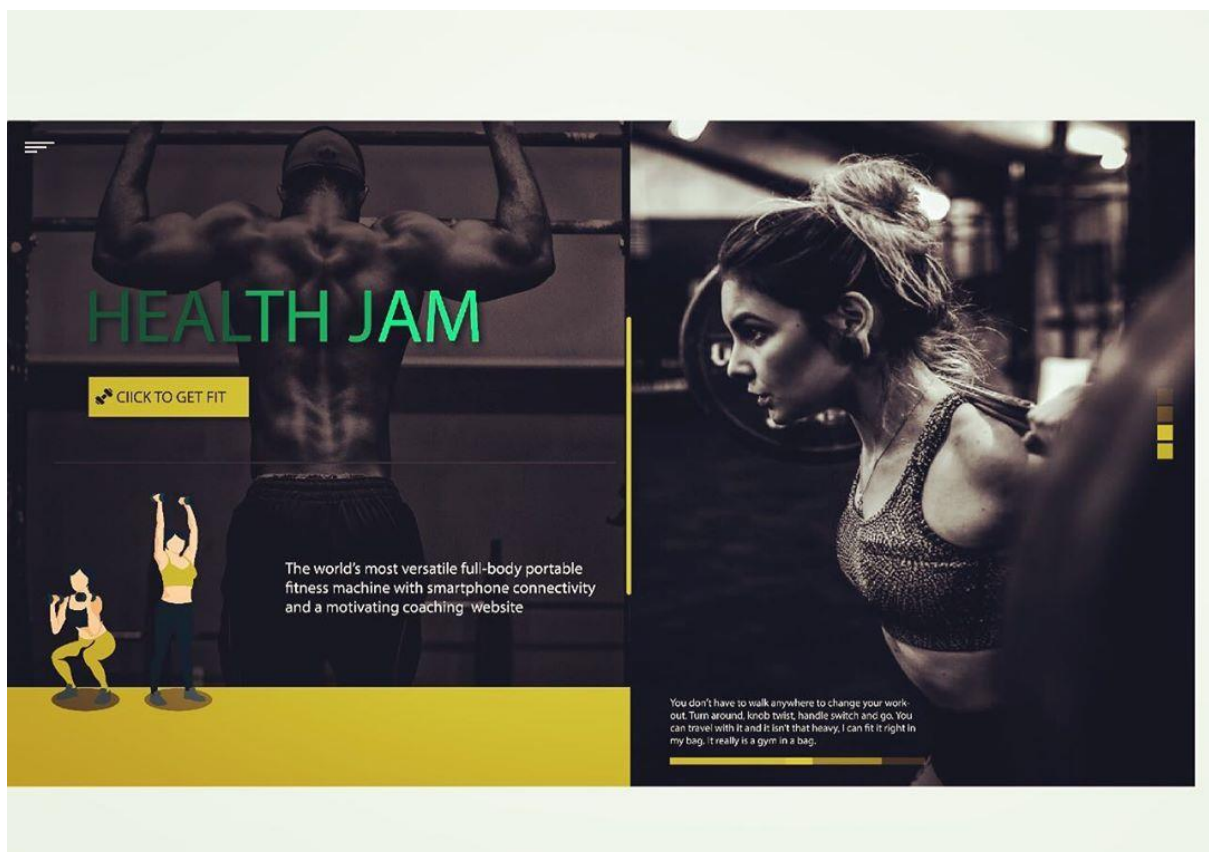 HEALTH JAM
CIICK TO GET FIT
The world's most versatile full-body portable
fitness machine with smartphone connectivity
and a motivating coaching website
You don't have to walk anywhere to change your work-
out. Turn around, knob twist, handle switch and go. You
can travel with it and it isn't that heavy, I can fit it right in
my bag. It really is a gym in a bag.